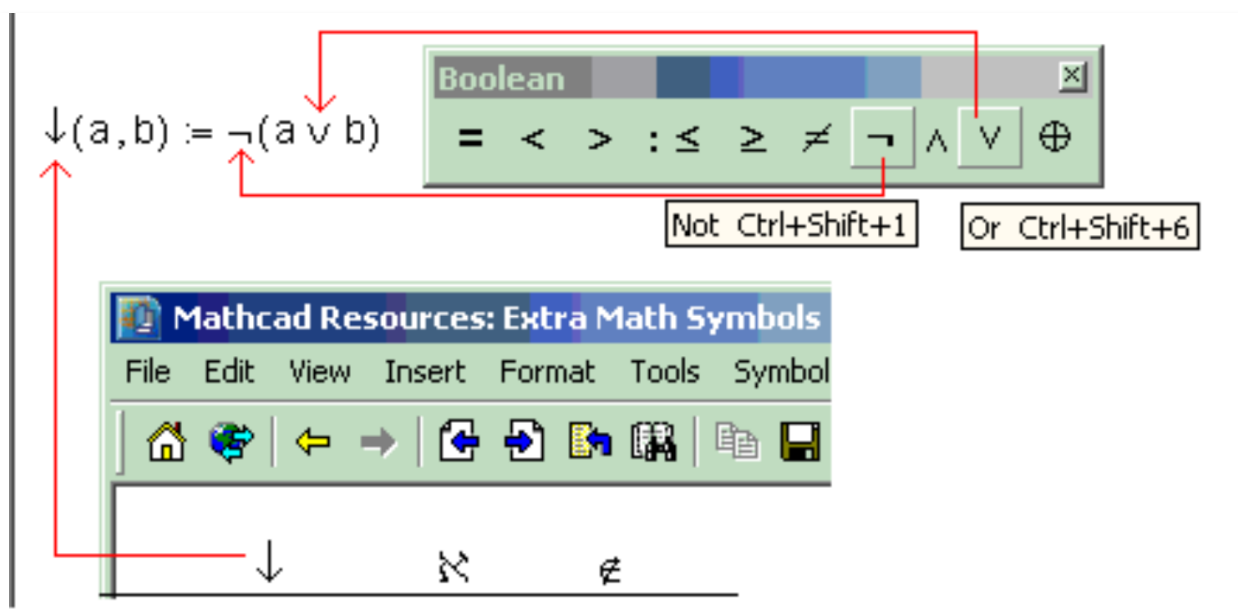 Boolean
↓(a,b) := ¬(a ∨ b)
= < > :≤ ≥ ≠ ¬ ∧ ∨ ⊕
Not Ctrl+Shift+1
Or Ctrl+Shift+6
Mathcad Resources: Extra Math Symbols
File Edit View Insert Format Tools Symbol
↓ ℵ ∉